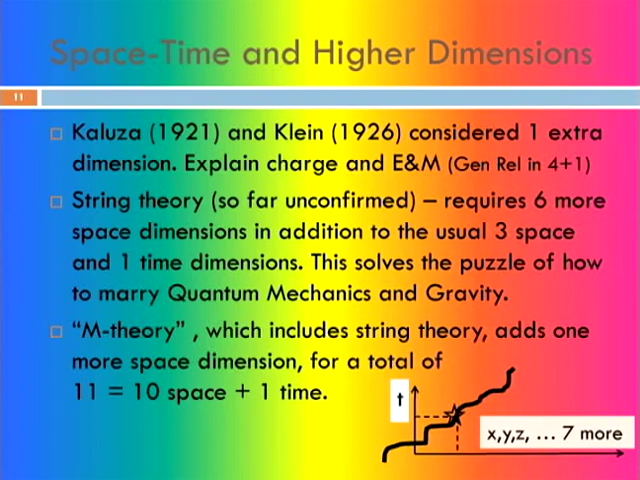 Space-Time and Higher Dimensions
11
Kaluza (1921) and Klein (1926) considered 1 extra
dimension. Explain charge and E&M (Gen Rel in 4+1)
String theory (so far unconfirmed) – requires 6 more
space dimensions in addition to the usual 3 space
and 1 time dimensions. This solves the puzzle of how
to marry Quantum Mechanics and Gravity.
“M-theory” , which includes string theory, adds one
more space dimension, for a total of
11 = 10 space + 1 time.
t
x,y,z, ... 7 more